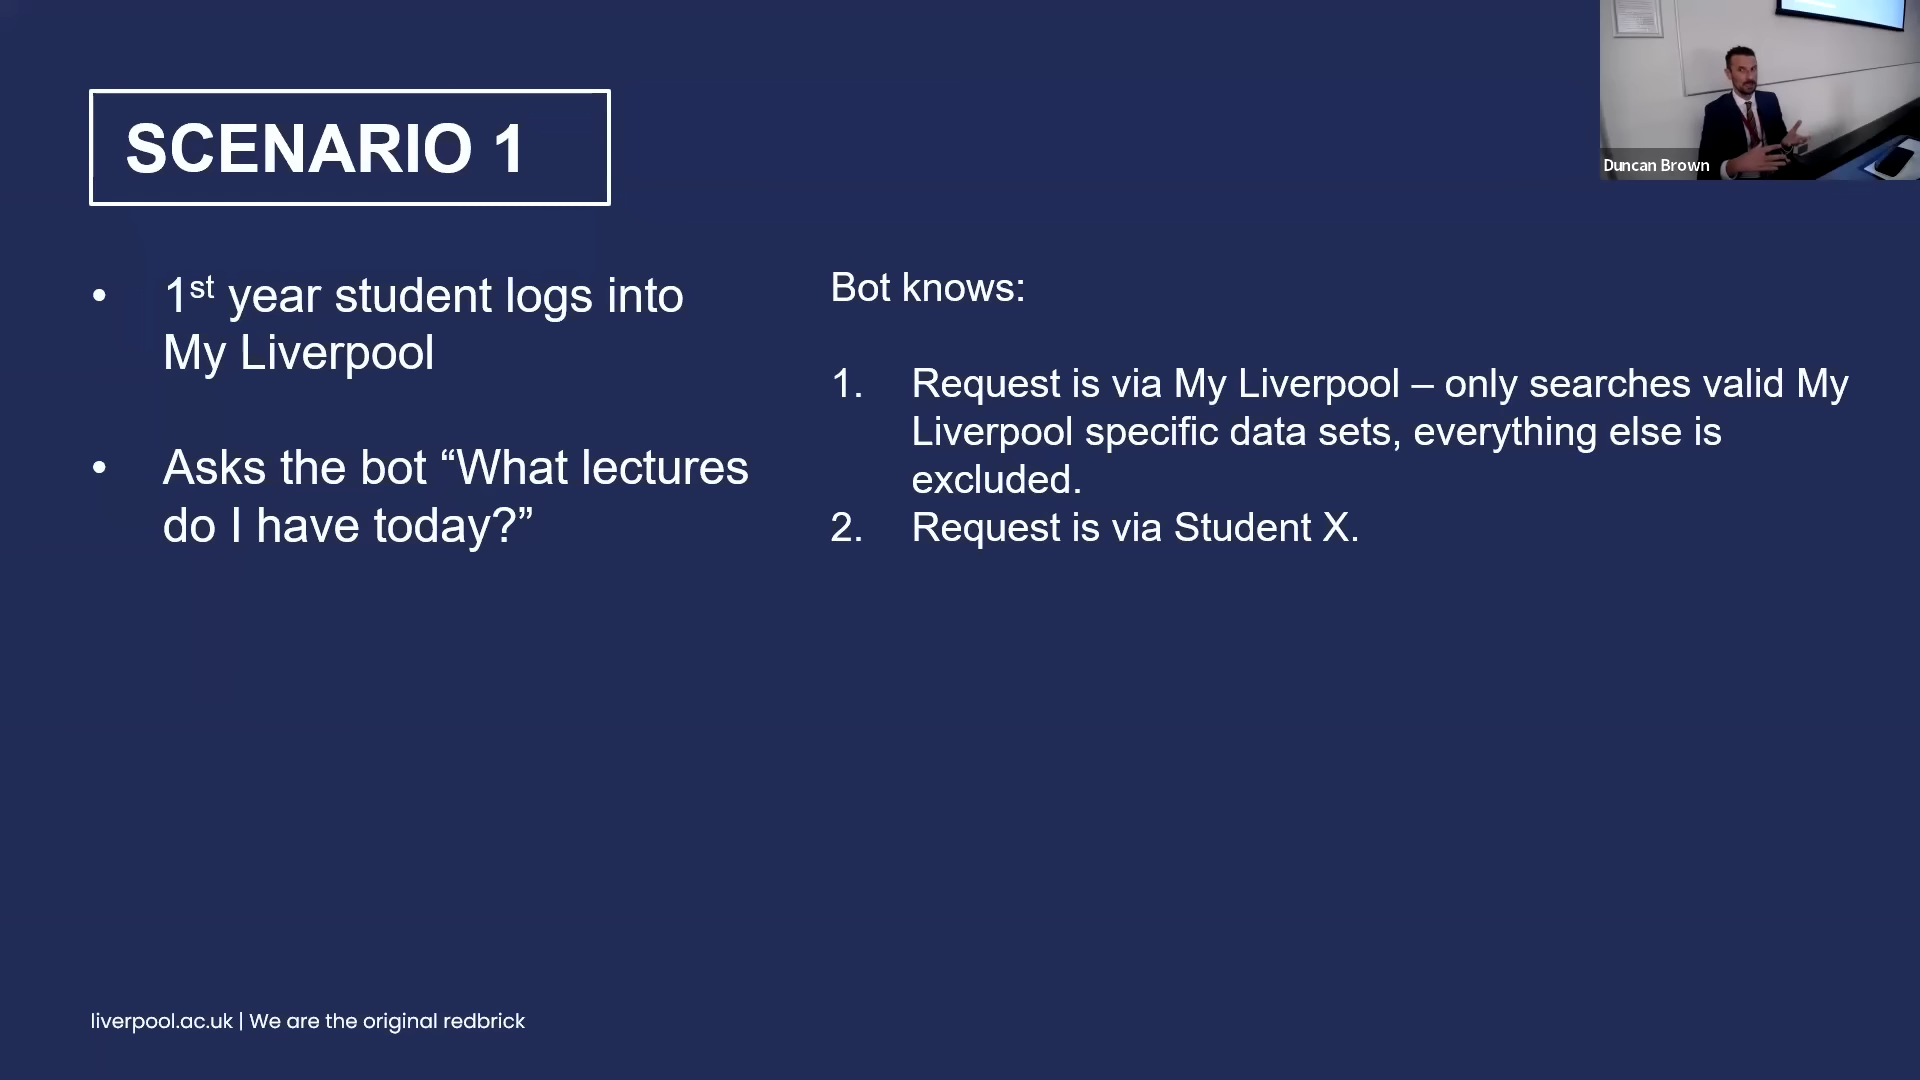 SCENARIO 1
• 1st year student logs into
My Liverpool
• Asks the bot “What lectures
do I have today?”
Bot knows:
1. Request is via My Liverpool – only searches valid My
Liverpool specific data sets, everything else is
excluded.
2. Request is via Student X.
Duncan Brown
liverpool.ac.uk | We are the original redbrick